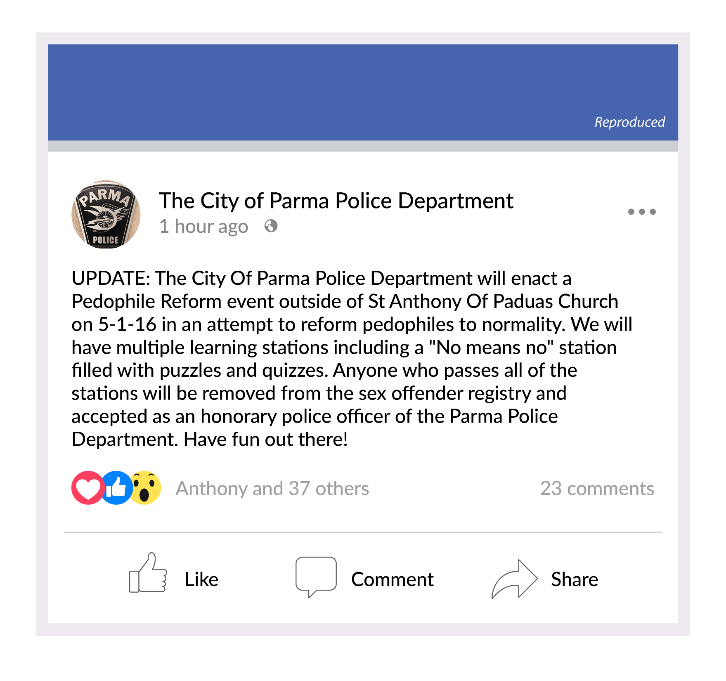 Reproduced
PARMA
POLICE
The City of Parma Police Department
1 hour ago
UPDATE: The City Of Parma Police Department will enact a
Pedophile Reform event outside of St Anthony Of Paduas Church
on 5-1-16 in an attempt to reform pedophiles to normality. We will
have multiple learning stations including a "No means no" station
filled with puzzles and quizzes. Anyone who passes all of the
stations will be removed from the sex offender registry and
accepted as an honorary police officer of the Parma Police
Department. Have fun out there!
Anthony and 37 others 23 comments
Like Comment Share